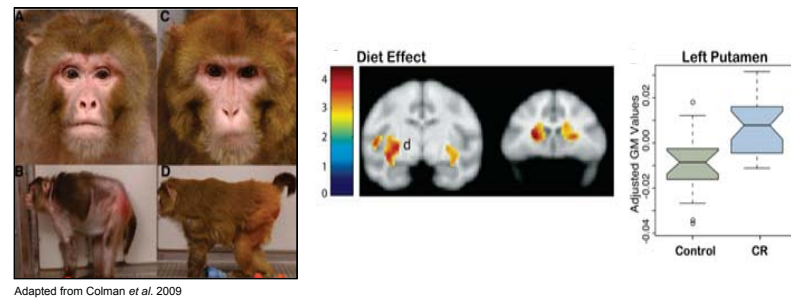 A
C
B
D
Adapted from Colman et al. 2009
Diet Effect
4
3
2
1
0
d
Left Putamen
Adjusted GM Values
0.02
0.00
-0.02
-0.04
Control
CR